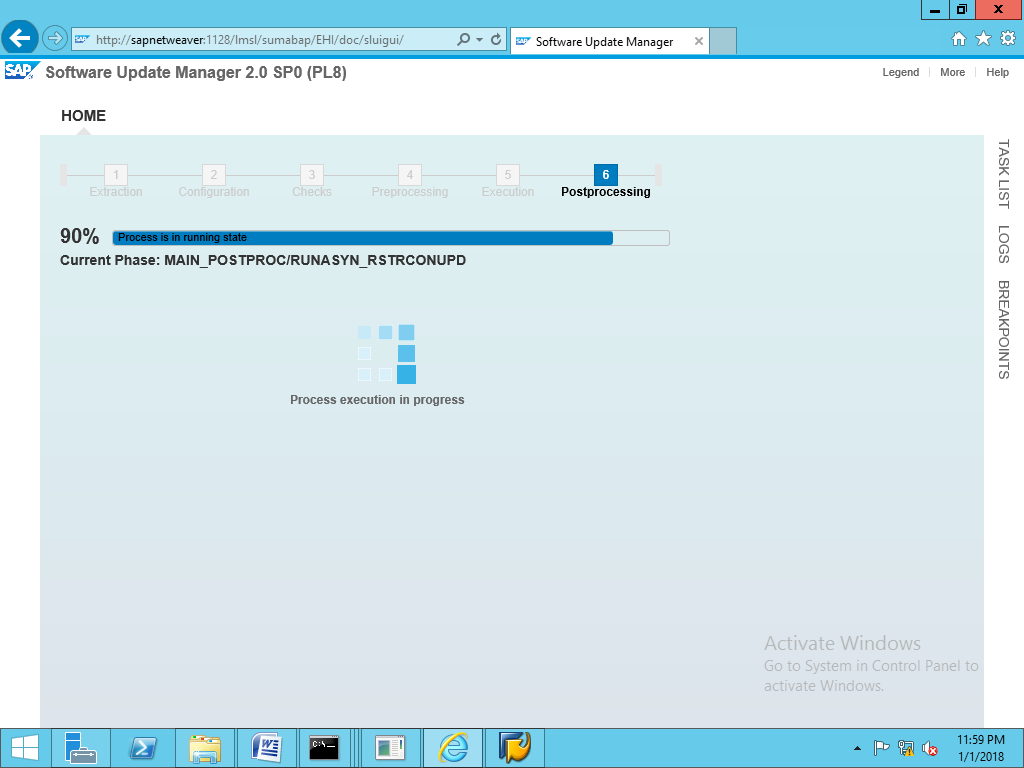 http://sapnetweaver:1128/lmsl/sumabap/EHI/doc/sluigui/
Software Update Manager
SAP Software Update Manager 2.0 SP0 (PL8)
Legend More Help
HOME
1 2 3 4 5 6
Extraction Configuration Checks Preprocessing Execution Postprocessing
90% Process is in running state
Current Phase: MAIN_POSTPROC/RUNASYN_RSTRCONUPD
Process execution in progress
TASK LIST
LOGS
BREAKPOINTS
Activate Windows
Go to System in Control Panel to
activate Windows.
11:59 PM
1/1/2018